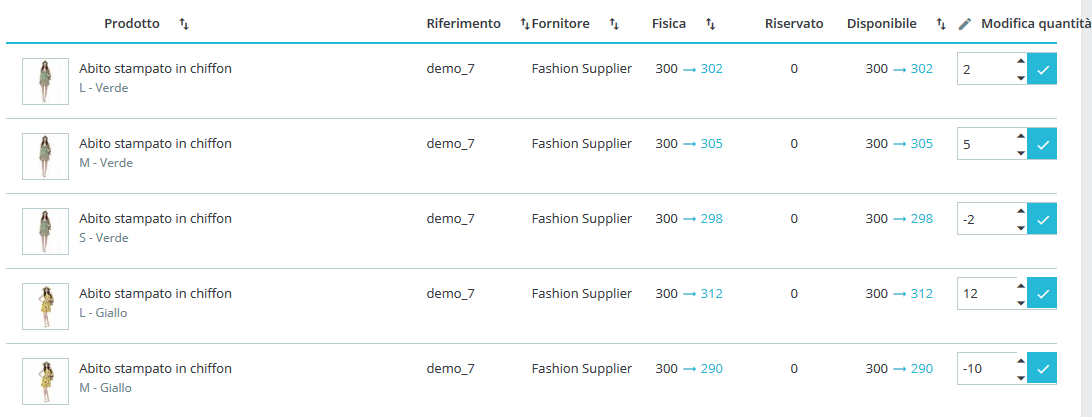 Prodotto Riferimento Fornitore Fisica Riservato Disponibile Modifica quantità
Abito stampato in chiffon demo_7 Fashion Supplier 300 → 302 0 300 → 302 2
L - Verde
Abito stampato in chiffon demo_7 Fashion Supplier 300 → 305 0 300 → 305 5
M - Verde
Abito stampato in chiffon demo_7 Fashion Supplier 300 → 298 0 300 → 298 -2
S - Verde
Abito stampato in chiffon demo_7 Fashion Supplier 300 → 312 0 300 → 312 12
L - Giallo
Abito stampato in chiffon demo_7 Fashion Supplier 300 → 290 0 300 → 290 -10
M - Giallo